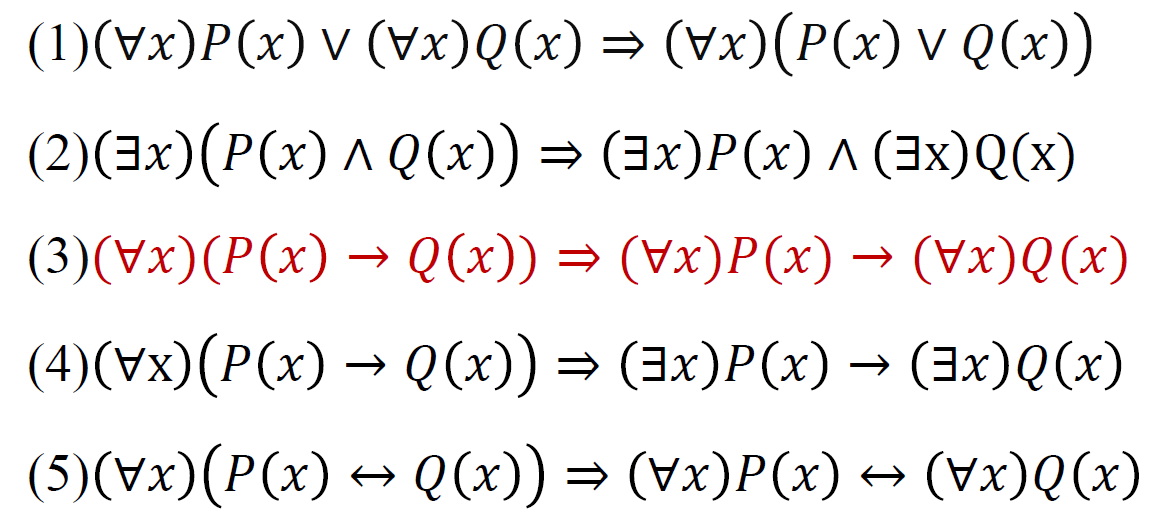 (1)(∀x)P(x) ∨ (∀x)Q(x) ⇒ (∀x)(P(x) ∨ Q(x))
(2)(∃x)(P(x) ∧ Q(x)) ⇒ (∃x)P(x) ∧ (∃x)Q(x)
(3)(∀x)(P(x) → Q(x)) ⇒ (∀x)P(x) → (∀x)Q(x)
(4)(∀x)(P(x) → Q(x)) ⇒ (∃x)P(x) → (∃x)Q(x)
(5)(∀x)(P(x) ↔ Q(x)) ⇒ (∀x)P(x) ↔ (∀x)Q(x)